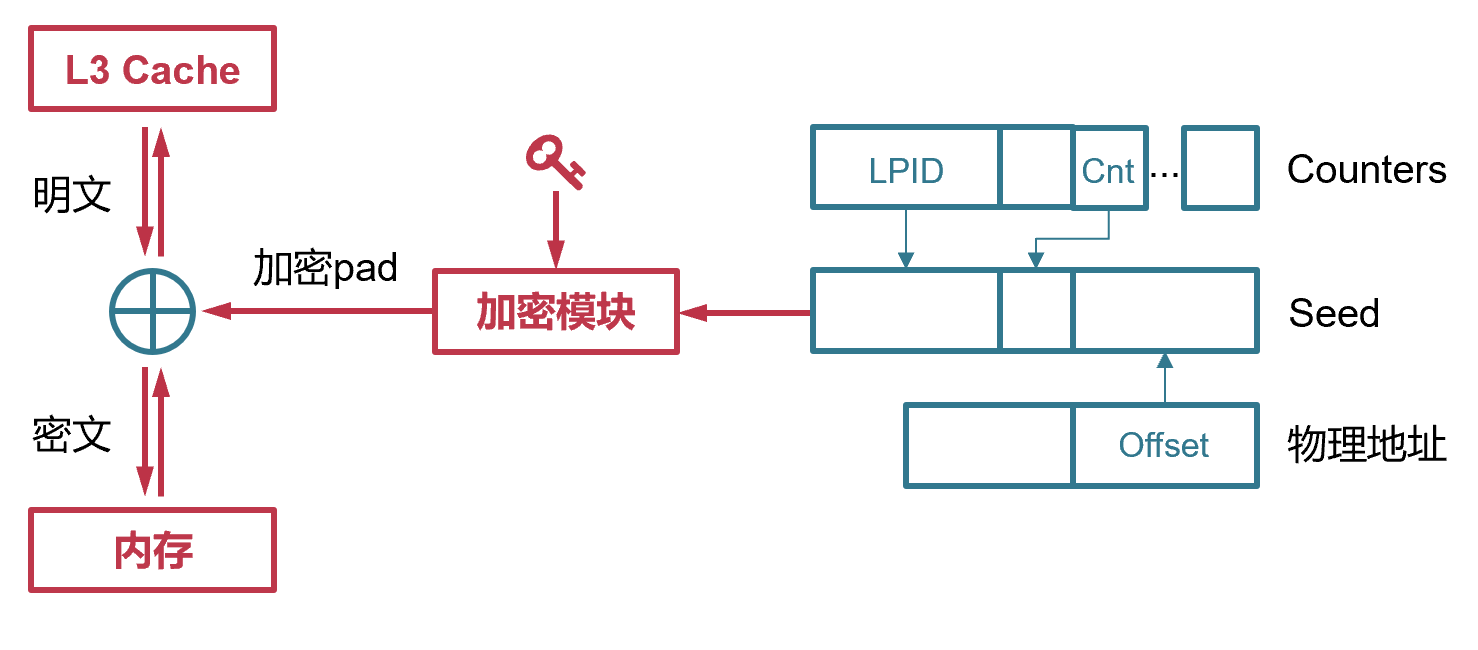 L3 Cache
明文
加密pad
密文
内存
加密模块
LPID
Cnt
...
Counters
Seed
Offset
物理地址